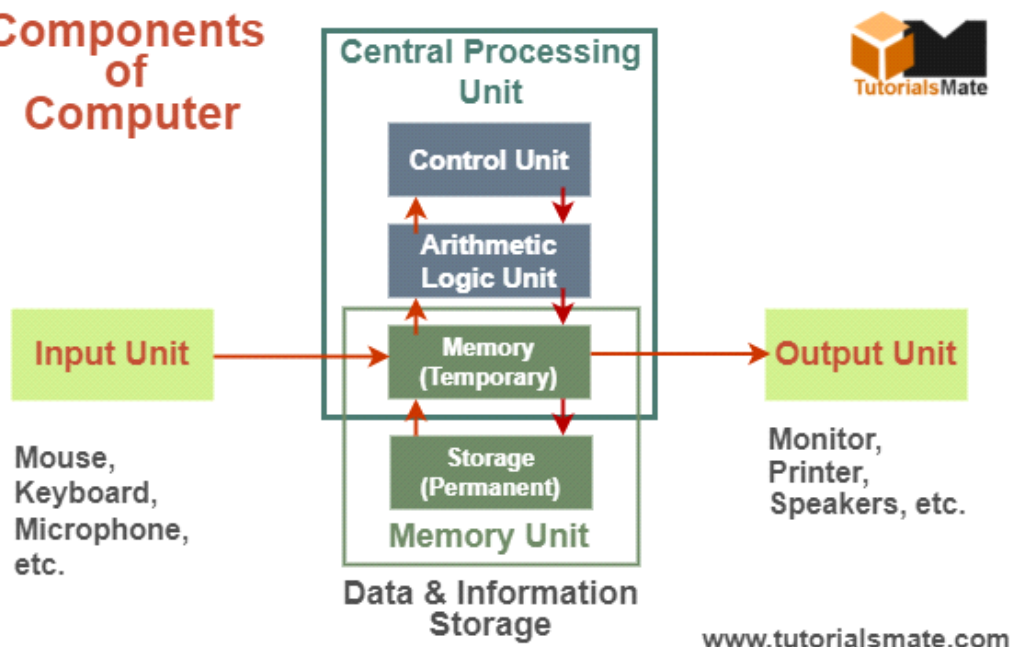 Components
of
Computer
Central Processing
Unit
TutorialsMate
Control Unit
Arithmetic
Logic Unit
Input Unit
Memory
(Temporary)
Output Unit
Storage
(Permanent)
Memory Unit
Mouse,
Keyboard,
Microphone,
etc.
Monitor,
Printer,
Speakers, etc.
Data & Information
Storage
www.tutorialsmate.com